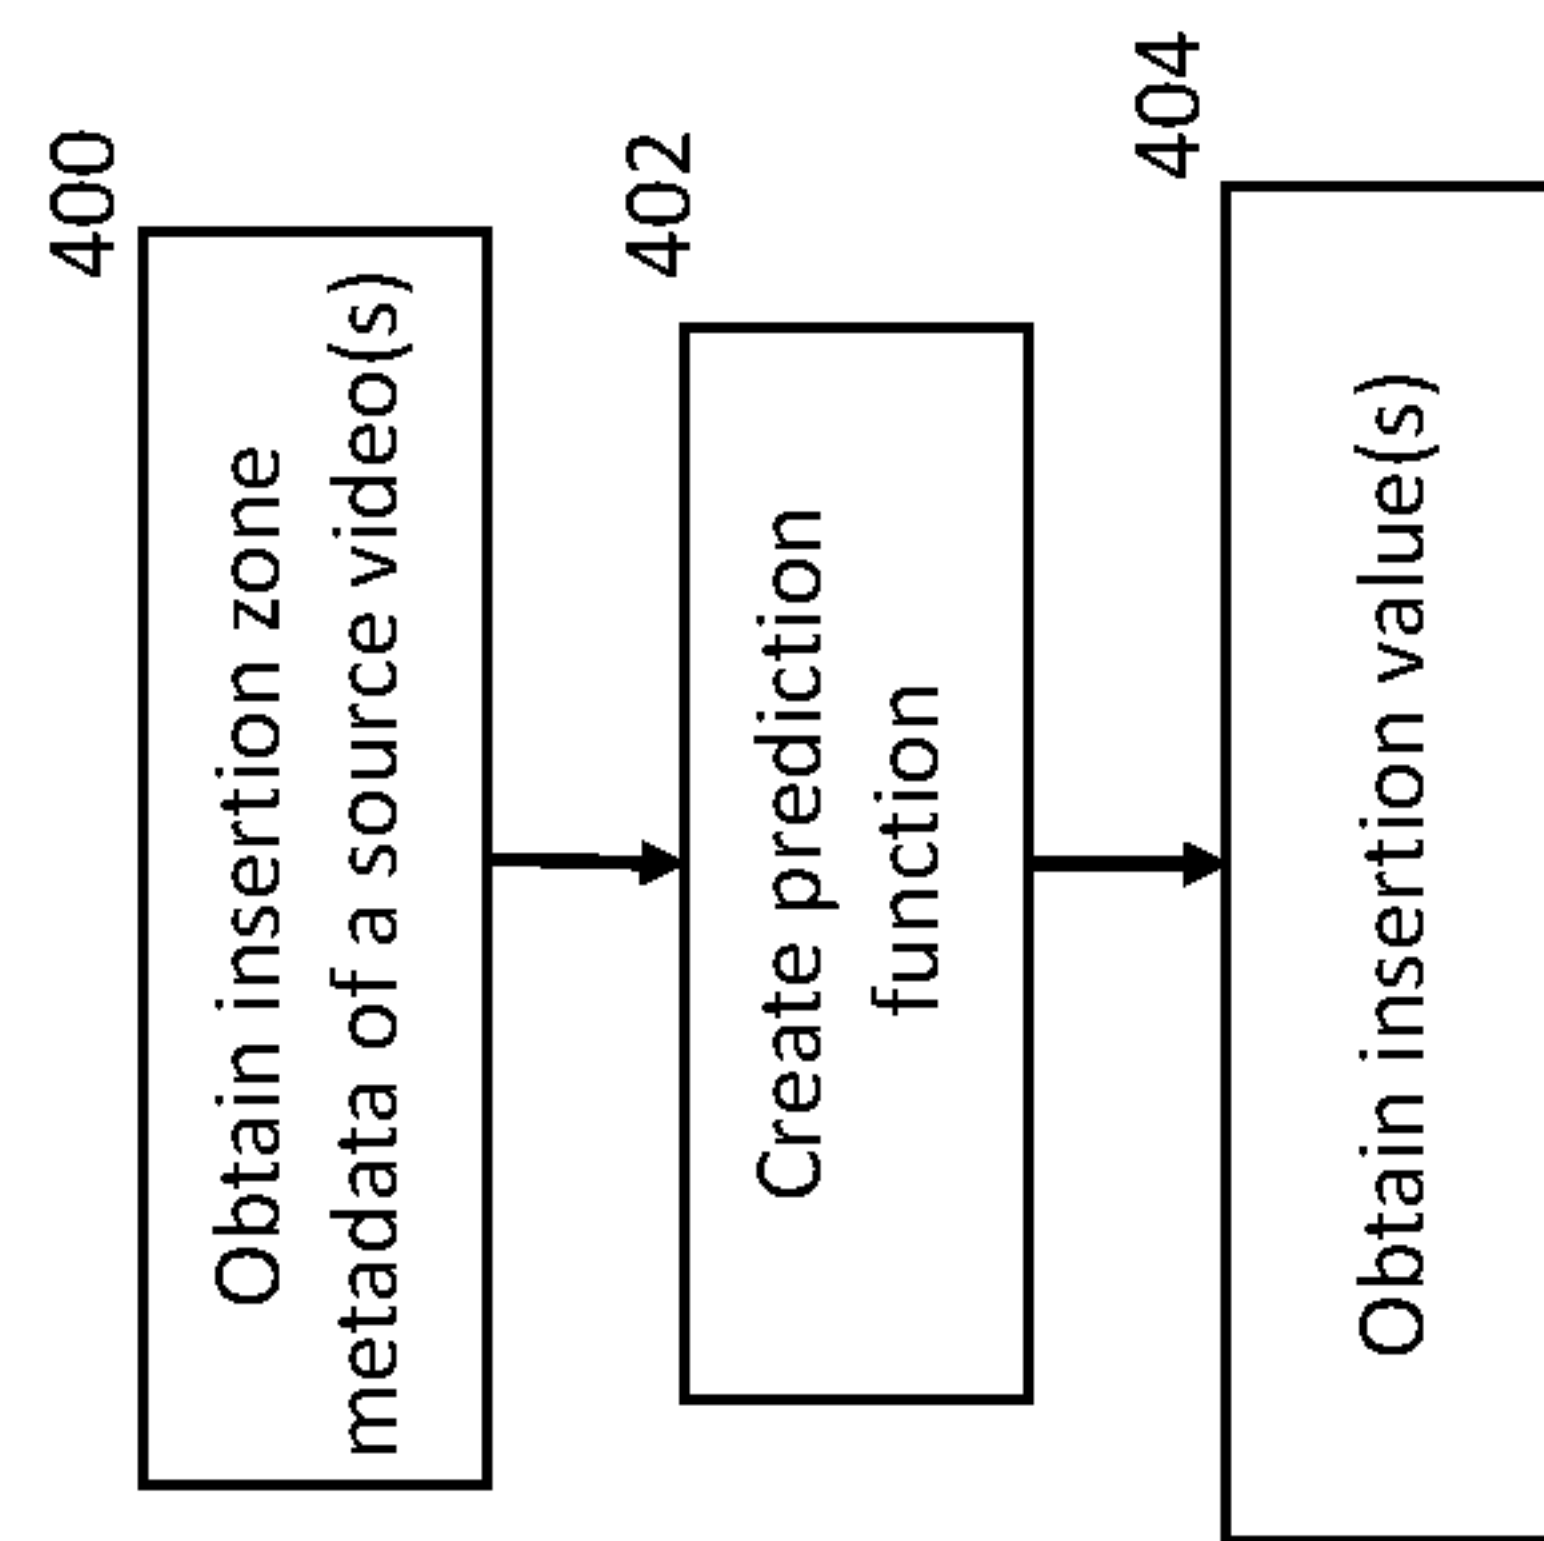 400
Obtain insertion zone
metadata of a source video(s)
402
Create prediction
function
404
Obtain insertion value(s)